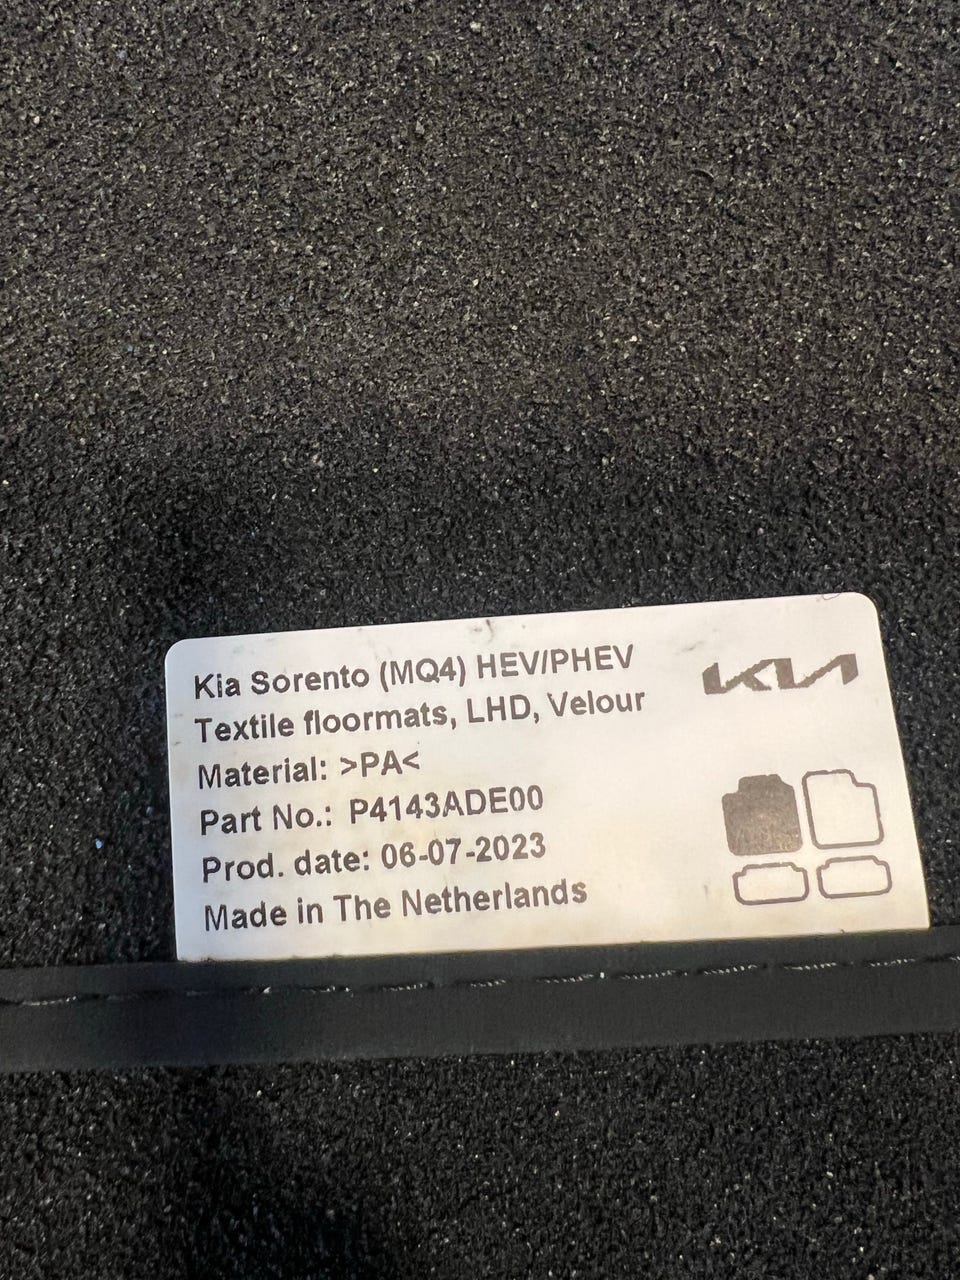 Kia Sorento (MQ4) HEV/PHEV
KIA
Textile floormats, LHD, Velour
Material: >PA<
Part No.: P4143ADE00
Prod. date: 06-07-2023
Made in The Netherlands